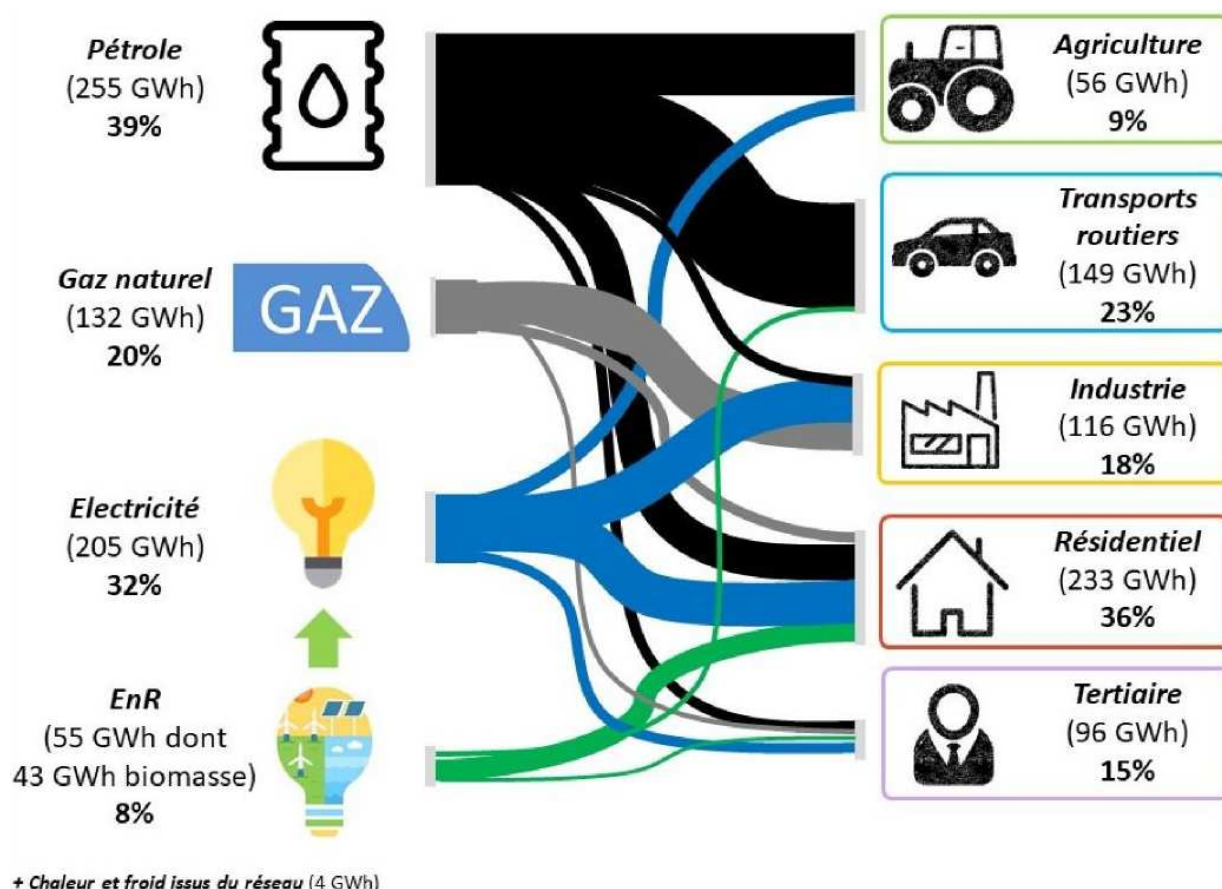 Pétrole
(255 GWh)
39%
Agriculture
(56 GWh)
9%
Transports
routiers
(149 GWh)
23%
Gaz naturel
(132 GWh)
20%
GAZ
Industrie
(116 GWh)
18%
Electricité
(205 GWh)
32%
Résidentiel
(233 GWh)
36%
EnR
(55 GWh dont
43 GWh biomasse)
8%
Tertiaire
(96 GWh)
15%
+ Chaleur et froid issus du réseau (4 GWh)